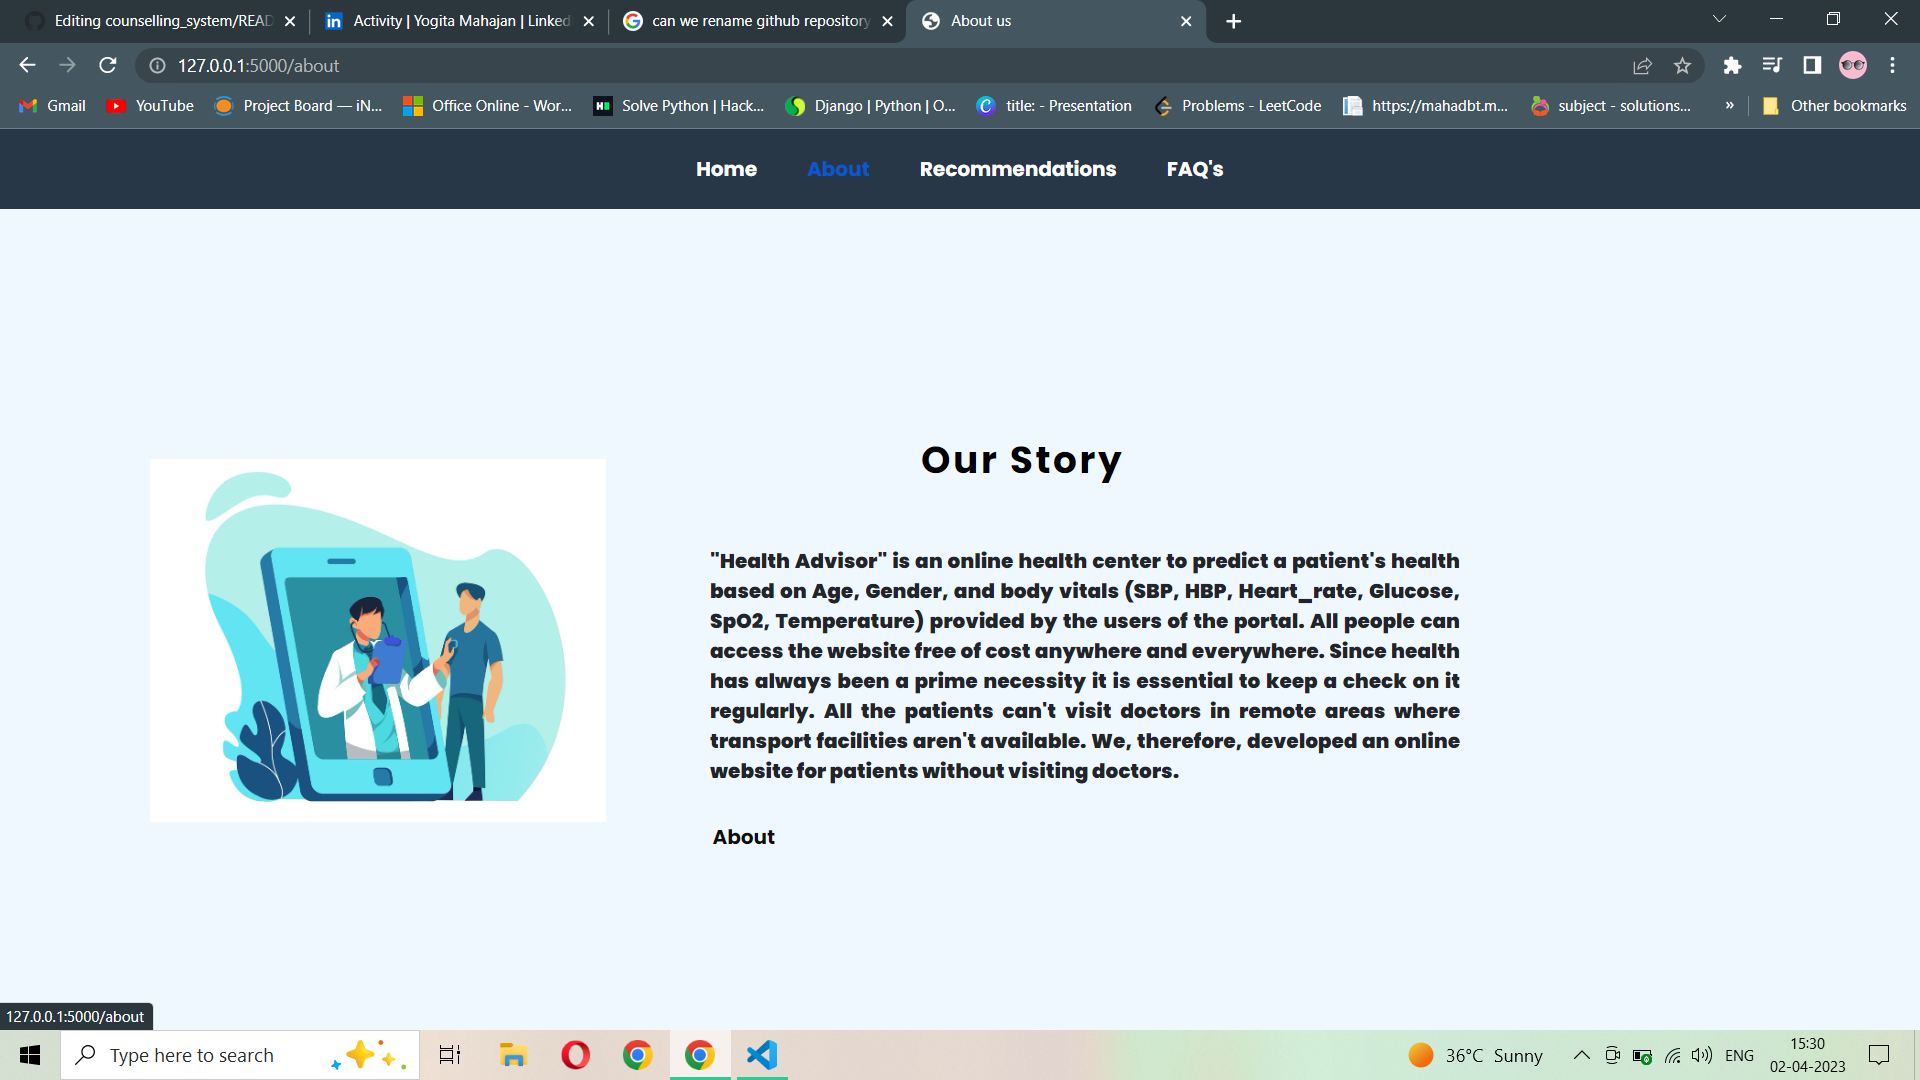 Editing counselling_system/READ
Activity | Yogita Mahajan | Linked
can we rename github repository
About us
127.0.0.1:5000/about
Gmail
YouTube
Project Board — iN...
Office Online - Wor...
Solve Python | Hack...
Django | Python | O...
title: - Presentation
Problems - LeetCode
https://mahadbt.m...
subject - solutions...
»
Other bookmarks
Home
About
Recommendations
FAQ's
Our Story
"Health Advisor" is an online health center to predict a patient's health
based on Age, Gender, and body vitals (SBP, HBP, Heart_rate, Glucose,
SpO2, Temperature) provided by the users of the portal. All people can
access the website free of cost anywhere and everywhere. Since health
has always been a prime necessity it is essential to keep a check on it
regularly. All the patients can't visit doctors in remote areas where
transport facilities aren't available. We, therefore, developed an online
website for patients without visiting doctors.
About
127.0.0.1:5000/about
Type here to search
36°C Sunny
ENG
15:30
02-04-2023